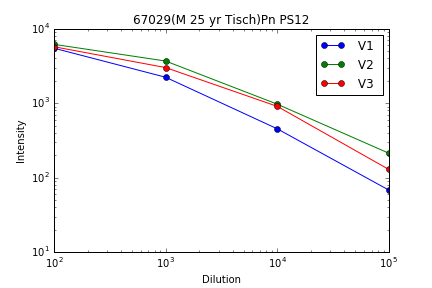 67029(M 25 yr Tisch)Pn PS12
10^4
10^3
10^2
10^1
Intensity
V1
V2
V3
10^2
10^3
10^4
10^5
Dilution